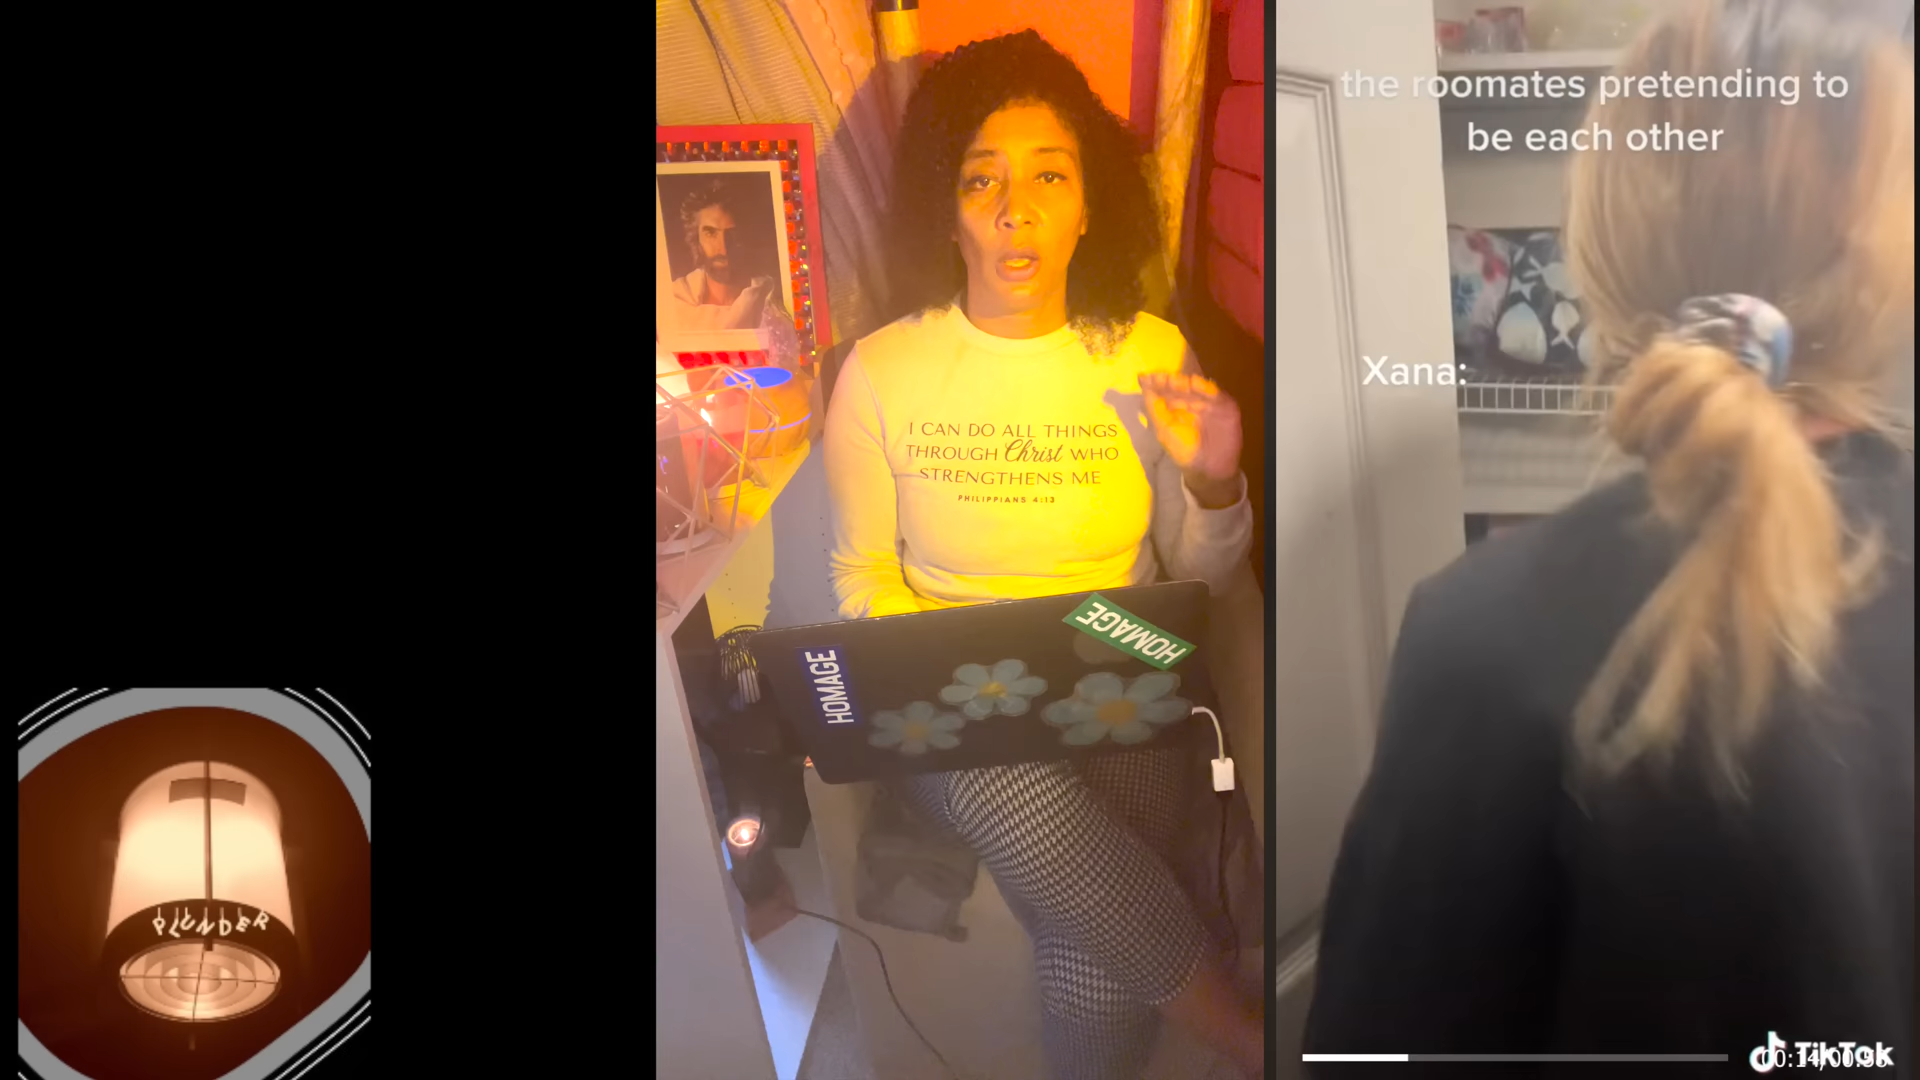 PLUNDER
I CAN DO ALL THINGS
THROUGH Christ WHO
STRENGTHENS ME
PHILIPPIANS 4:13
HOMAGE
HOMAGE
the roomates pretending to
be each other
Xana:
TikTok